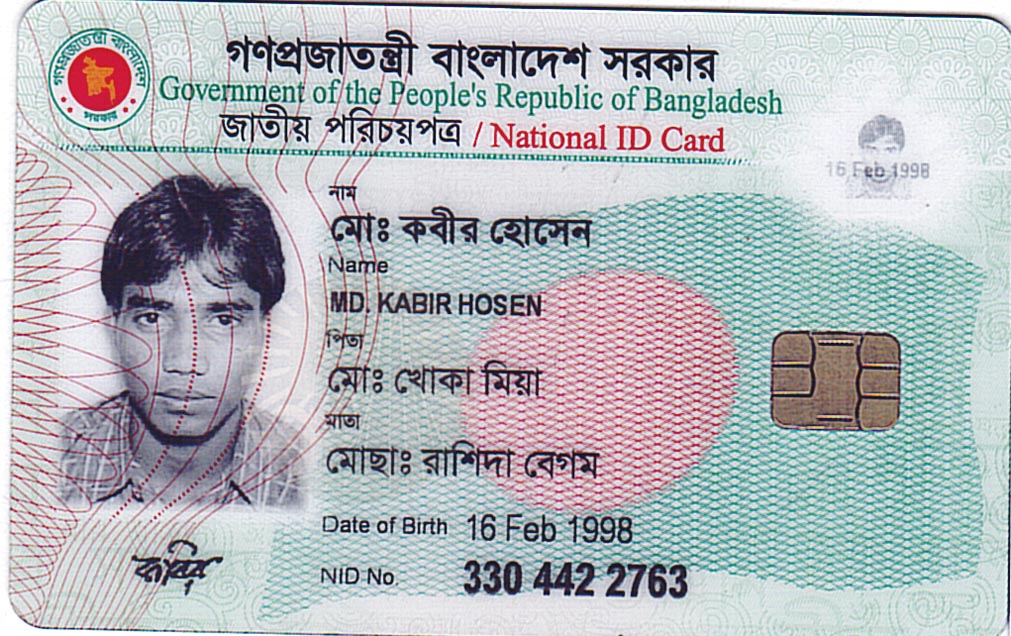 গণপ্রজাতন্ত্রী বাংলাদেশ সরকার
Government of the People's Republic of Bangladesh
জাতীয় পরিচয়পত্র / National ID Card
গণপ্রজাতন্ত্রী বাংলাদেশ
সরকার
16 Feb 1998
নাম
মোঃ কবীর হোসেন
Name
MD. KABIR HOSEN
পিতা
মোঃ খোকা মিয়া
মাতা
মোছাঃ রাশিদা বেগম
Date of Birth 16 Feb 1998
NID No. 330 442 2763